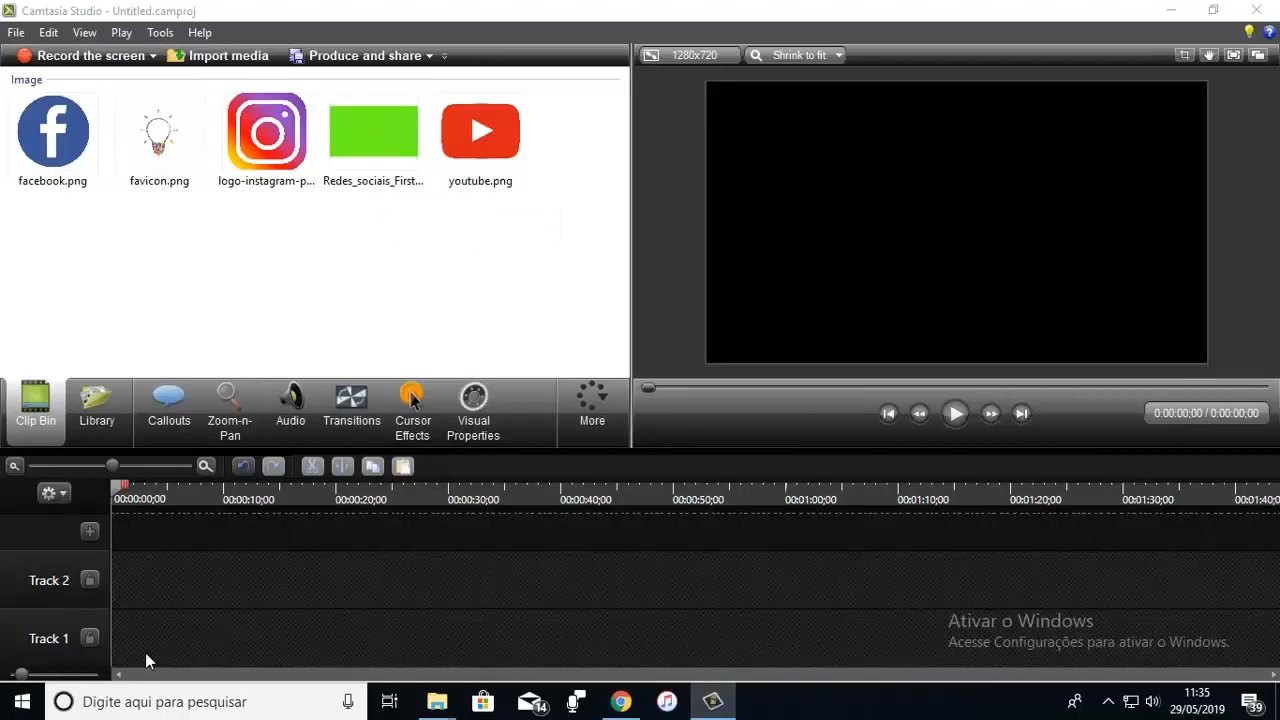 Camtasia Studio - Untitled.camproj
File Edit View Play Tools Help
Record the screen Import media Produce and share
1280x720 Shrink to fit
Image
facebook.png favicon.png logo-instagram-p... Redes_sociais_First... youtube.png
Clip Bin Library Callouts Zoom-n-Pan Audio Transitions Cursor Effects Visual Properties More
0:00:00;00 / 0:00:00;00
00:00:00;00 00:00:10;00 00:00:20;00 00:00:30;00 00:00:40;00 00:00:50;00 00:01:00;00 00:01:10;00 00:01:20;00 00:01:30;00 00:01:40;0
Track 2
Track 1
Ativar o Windows
Acesse Configurações para ativar o Windows.
Digite aqui para pesquisar
14
11:35
29/05/2019
39